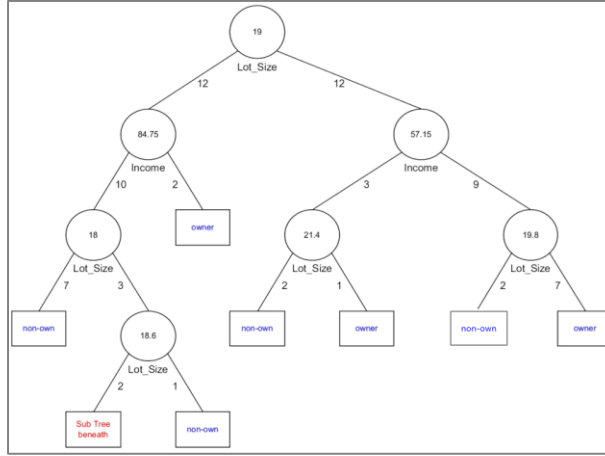 19
Lot_Size
12
12
84.75
Income
57.15
Income
10
2
3
9
18
Lot_Size
owner
21.4
Lot_Size
19.8
Lot_Size
7
3
2
1
2
7
non-own
18.6
Lot_Size
non-own
owner
non-own
owner
2
1
Sub Tree
beneath
non-own